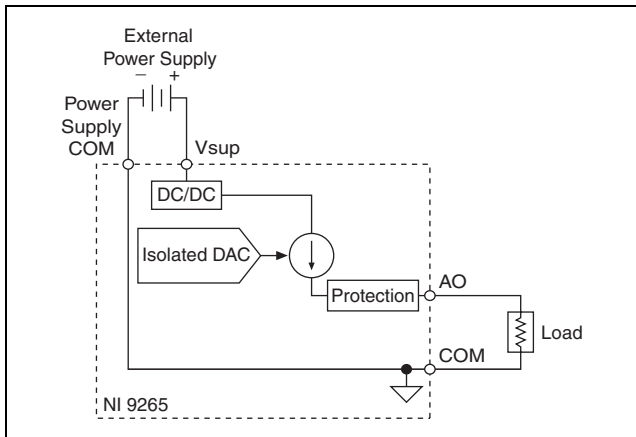 External
Power Supply
− +
Power
Supply
COM
Vsup
DC/DC
Isolated DAC
Protection
AO
Load
COM
NI 9265